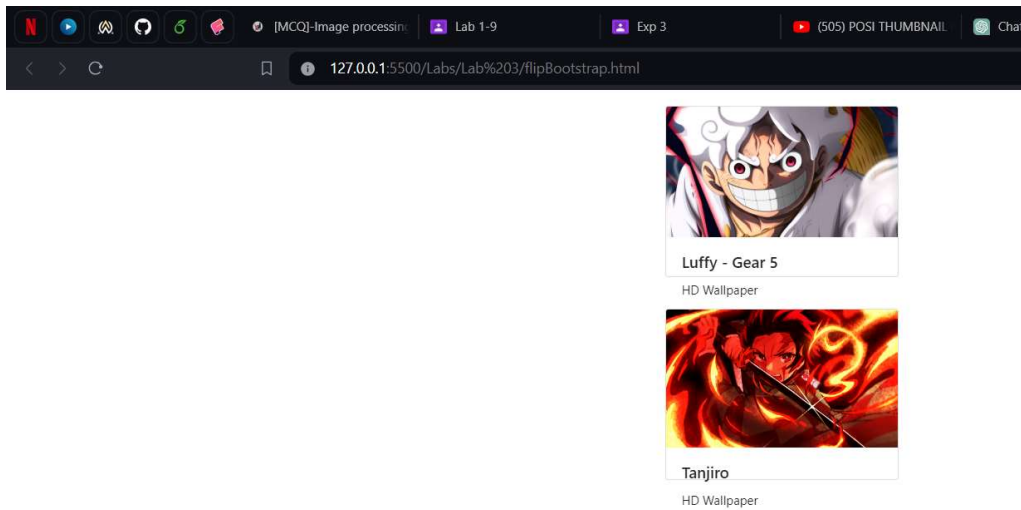 [MCQ]-Image processing
Lab 1-9
Exp 3
(505) POSI THUMBNAIL
Chat
127.0.0.1:5500/Labs/Lab%203/flipBootstrap.html
Luffy - Gear 5
HD Wallpaper
Tanjiro
HD Wallpaper